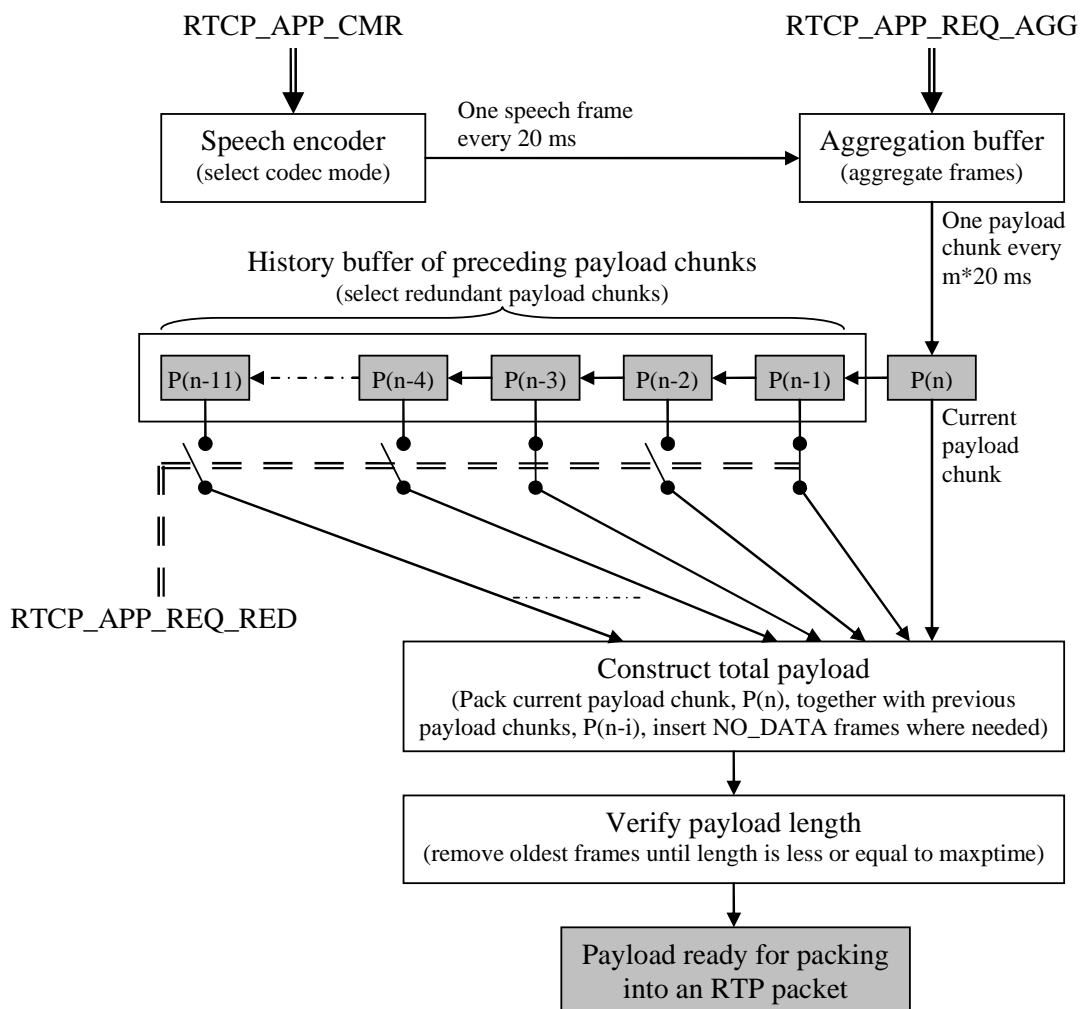 RTCP_APP_CMR
RTCP_APP_REQ_AGG
Speech encoder
(select codec mode)
One speech frame
every 20 ms
Aggregation buffer
(aggregate frames)
One payload
chunk every
m*20 ms
History buffer of preceding payload chunks
(select redundant payload chunks)
P(n-11)
P(n-4)
P(n-3)
P(n-2)
P(n-1)
P(n)
Current
payload
chunk
RTCP_APP_REQ_RED
Construct total payload
(Pack current payload chunk, P(n), together with previous
payload chunks, P(n-i), insert NO_DATA frames where needed)
Verify payload length
(remove oldest frames until length is less or equal to maxptime)
Payload ready for packing
into an RTP packet